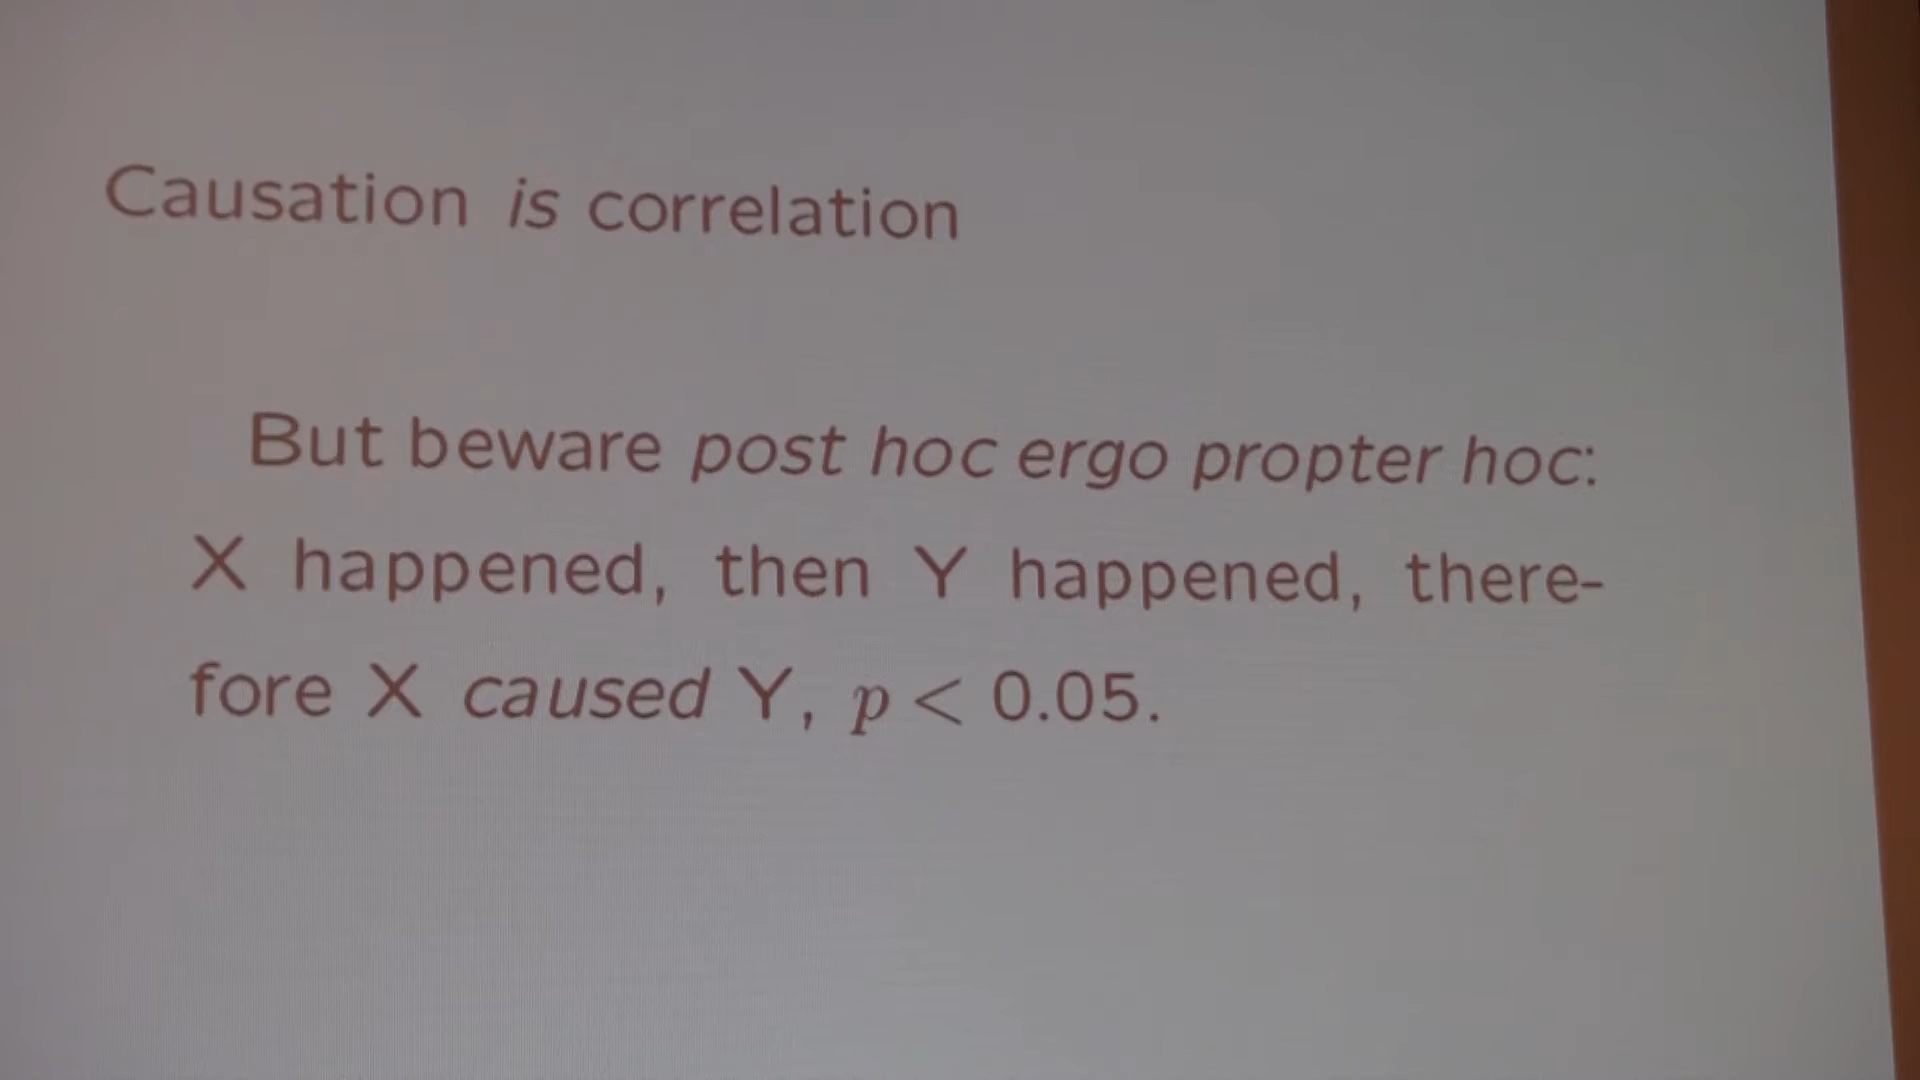 Causation is correlation
But beware post hoc ergo propter hoc:
X happened, then Y happened, there-
fore X caused Y, p < 0.05.